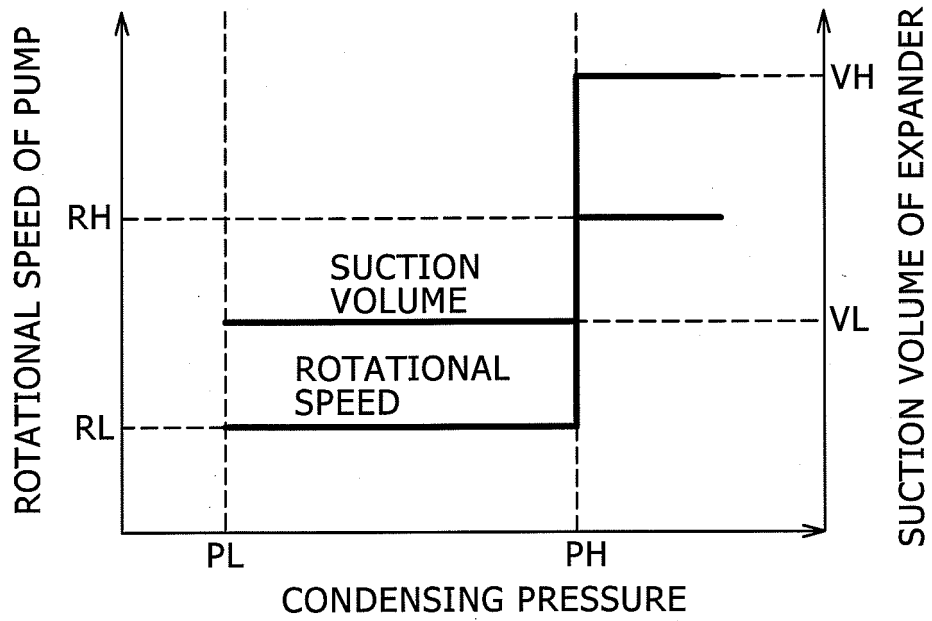 ROTATIONAL SPEED OF PUMP
SUCTION VOLUME OF EXPANDER
VH
RH
SUCTION
VOLUME
VL
ROTATIONAL
SPEED
RL
PL
PH
CONDENSING PRESSURE